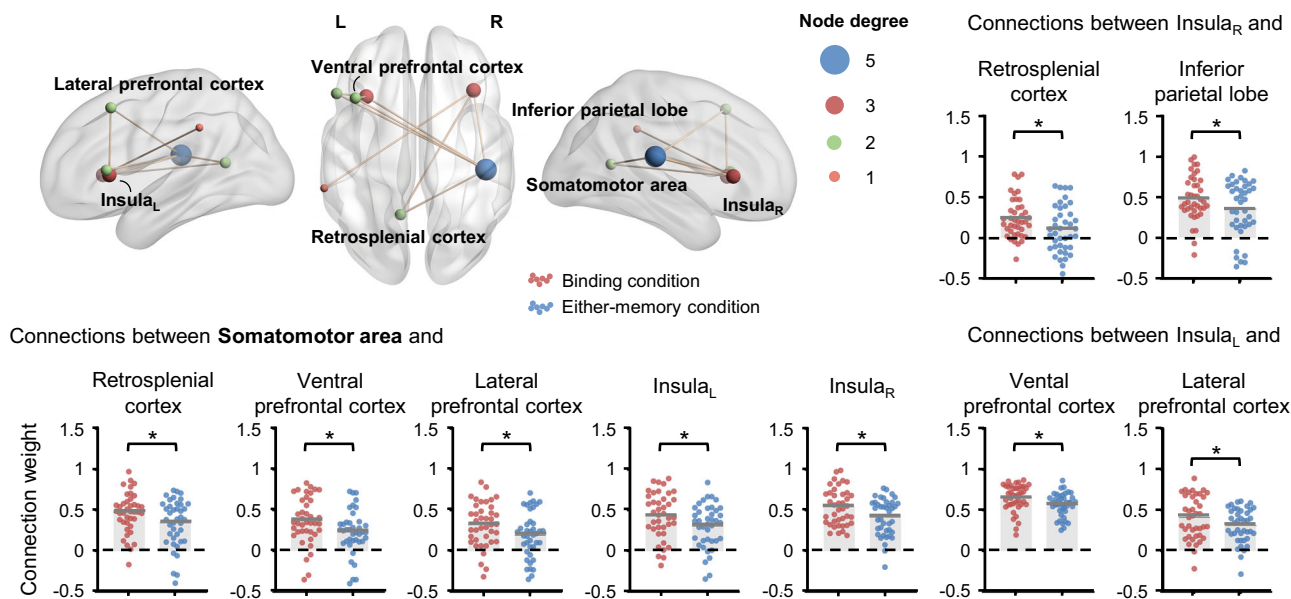 L R
Lateral prefrontal cortex
Ventral prefrontal cortex
Inferior parietal lobe
Insula_L
Somatomotor area
Insula_R
Retrosplenial cortex
Node degree
5
3
2
1
Binding condition
Either-memory condition
Connections between Insula_R and
Retrosplenial
cortex
*
1.5
1
0.5
0
-0.5
Inferior
parietal lobe
*
1.5
1
0.5
0
-0.5
Connections between Somatomotor area and
Connection weight
Retrosplenial
cortex
*
1.5
1
0.5
0
-0.5
Ventral
prefrontal cortex
*
1.5
1
0.5
0
-0.5
Lateral
prefrontal cortex
*
1.5
1
0.5
0
-0.5
Insula_L
*
1.5
1
0.5
0
-0.5
Insula_R
*
1.5
1
0.5
0
-0.5
Connections between Insula_L and
Vental
prefrontal cortex
*
1.5
1
0.5
0
-0.5
Lateral
prefrontal cortex
*
1.5
1
0.5
0
-0.5